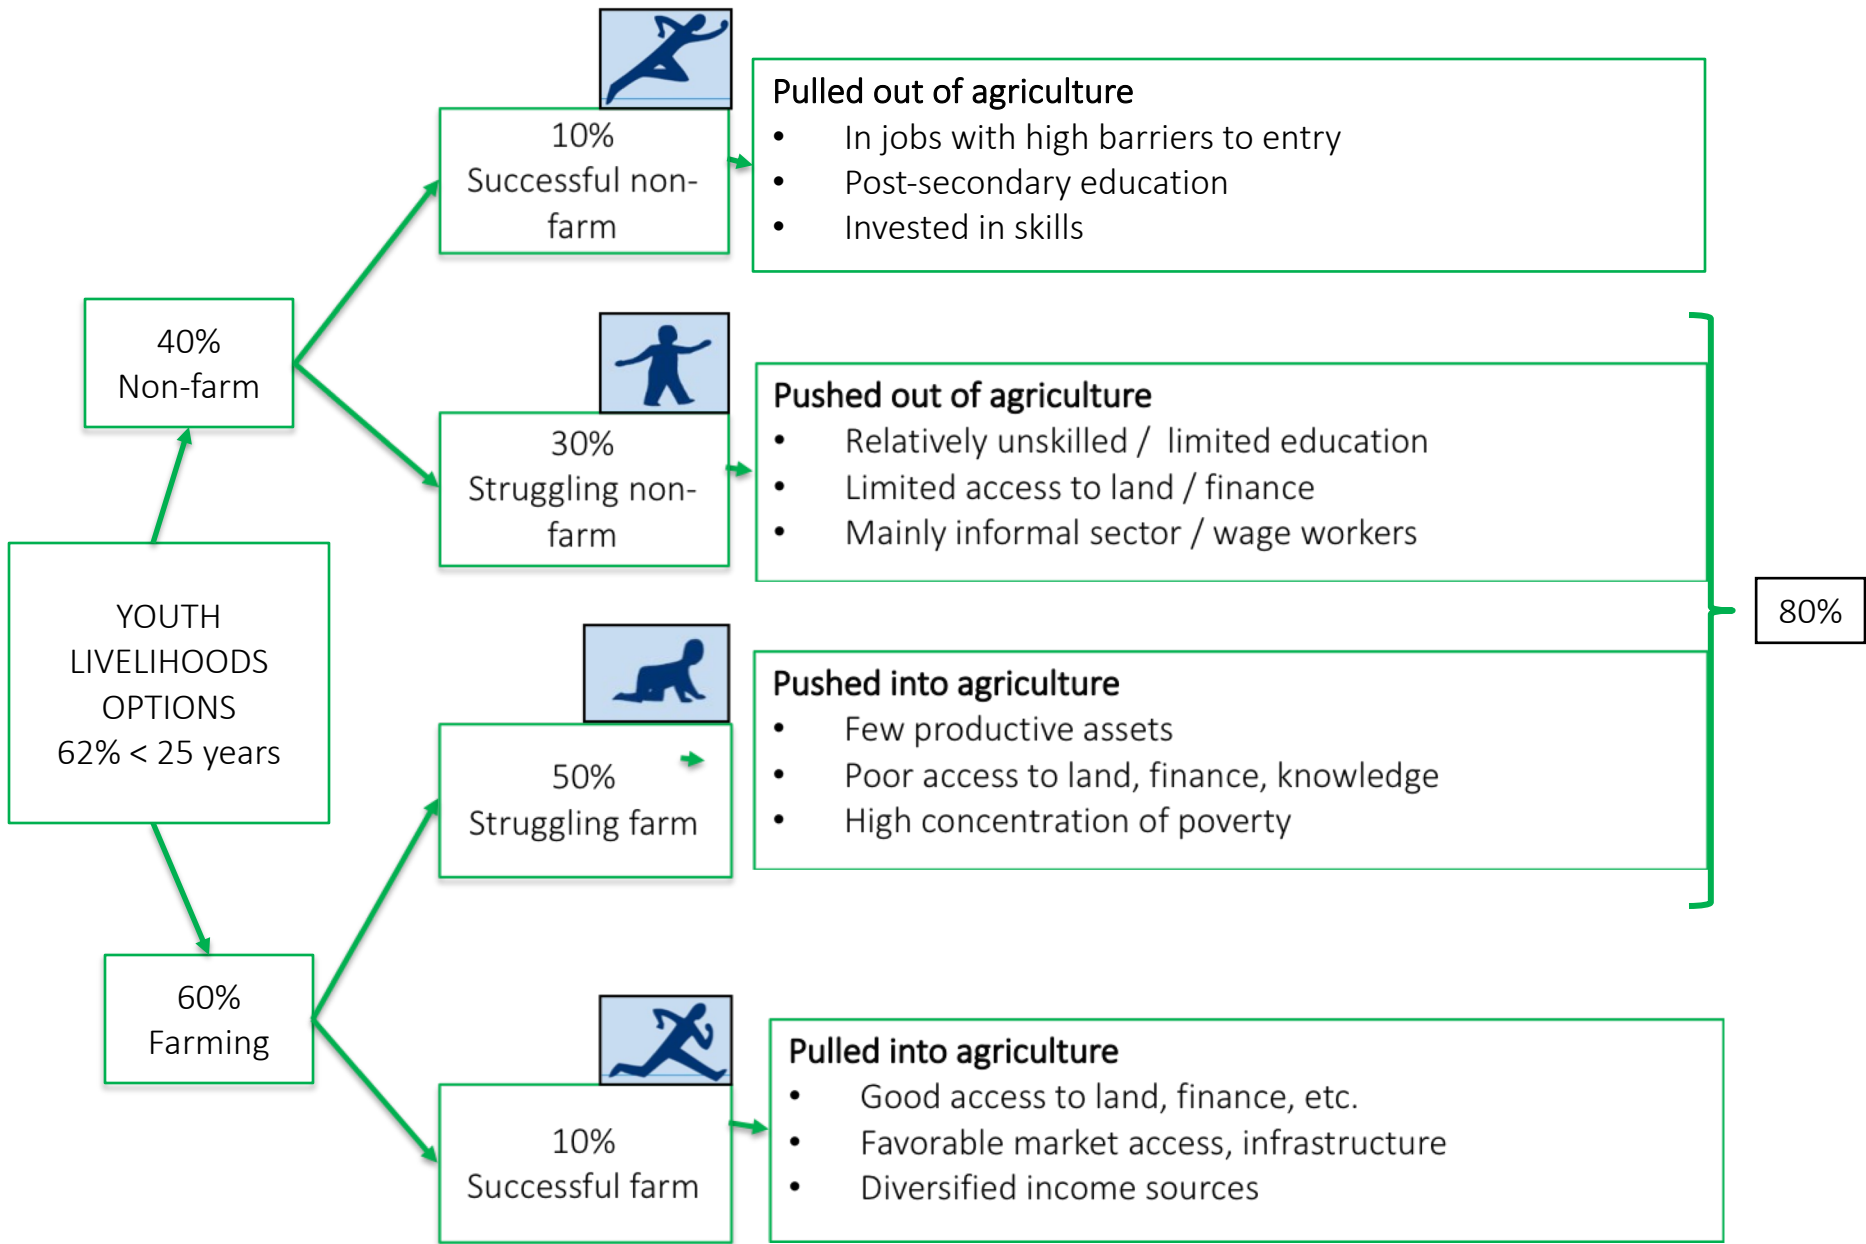 10%
Successful non-
farm
Pulled out of agriculture
• In jobs with high barriers to entry
• Post-secondary education
• Invested in skills
40%
Non-farm
30%
Struggling non-
farm
Pushed out of agriculture
• Relatively unskilled / limited education
• Limited access to land / finance
• Mainly informal sector / wage workers
YOUTH
LIVELIHOODS
OPTIONS
62% < 25 years
80%
50%
Struggling farm
Pushed into agriculture
• Few productive assets
• Poor access to land, finance, knowledge
• High concentration of poverty
60%
Farming
10%
Successful farm
Pulled into agriculture
• Good access to land, finance, etc.
• Favorable market access, infrastructure
• Diversified income sources